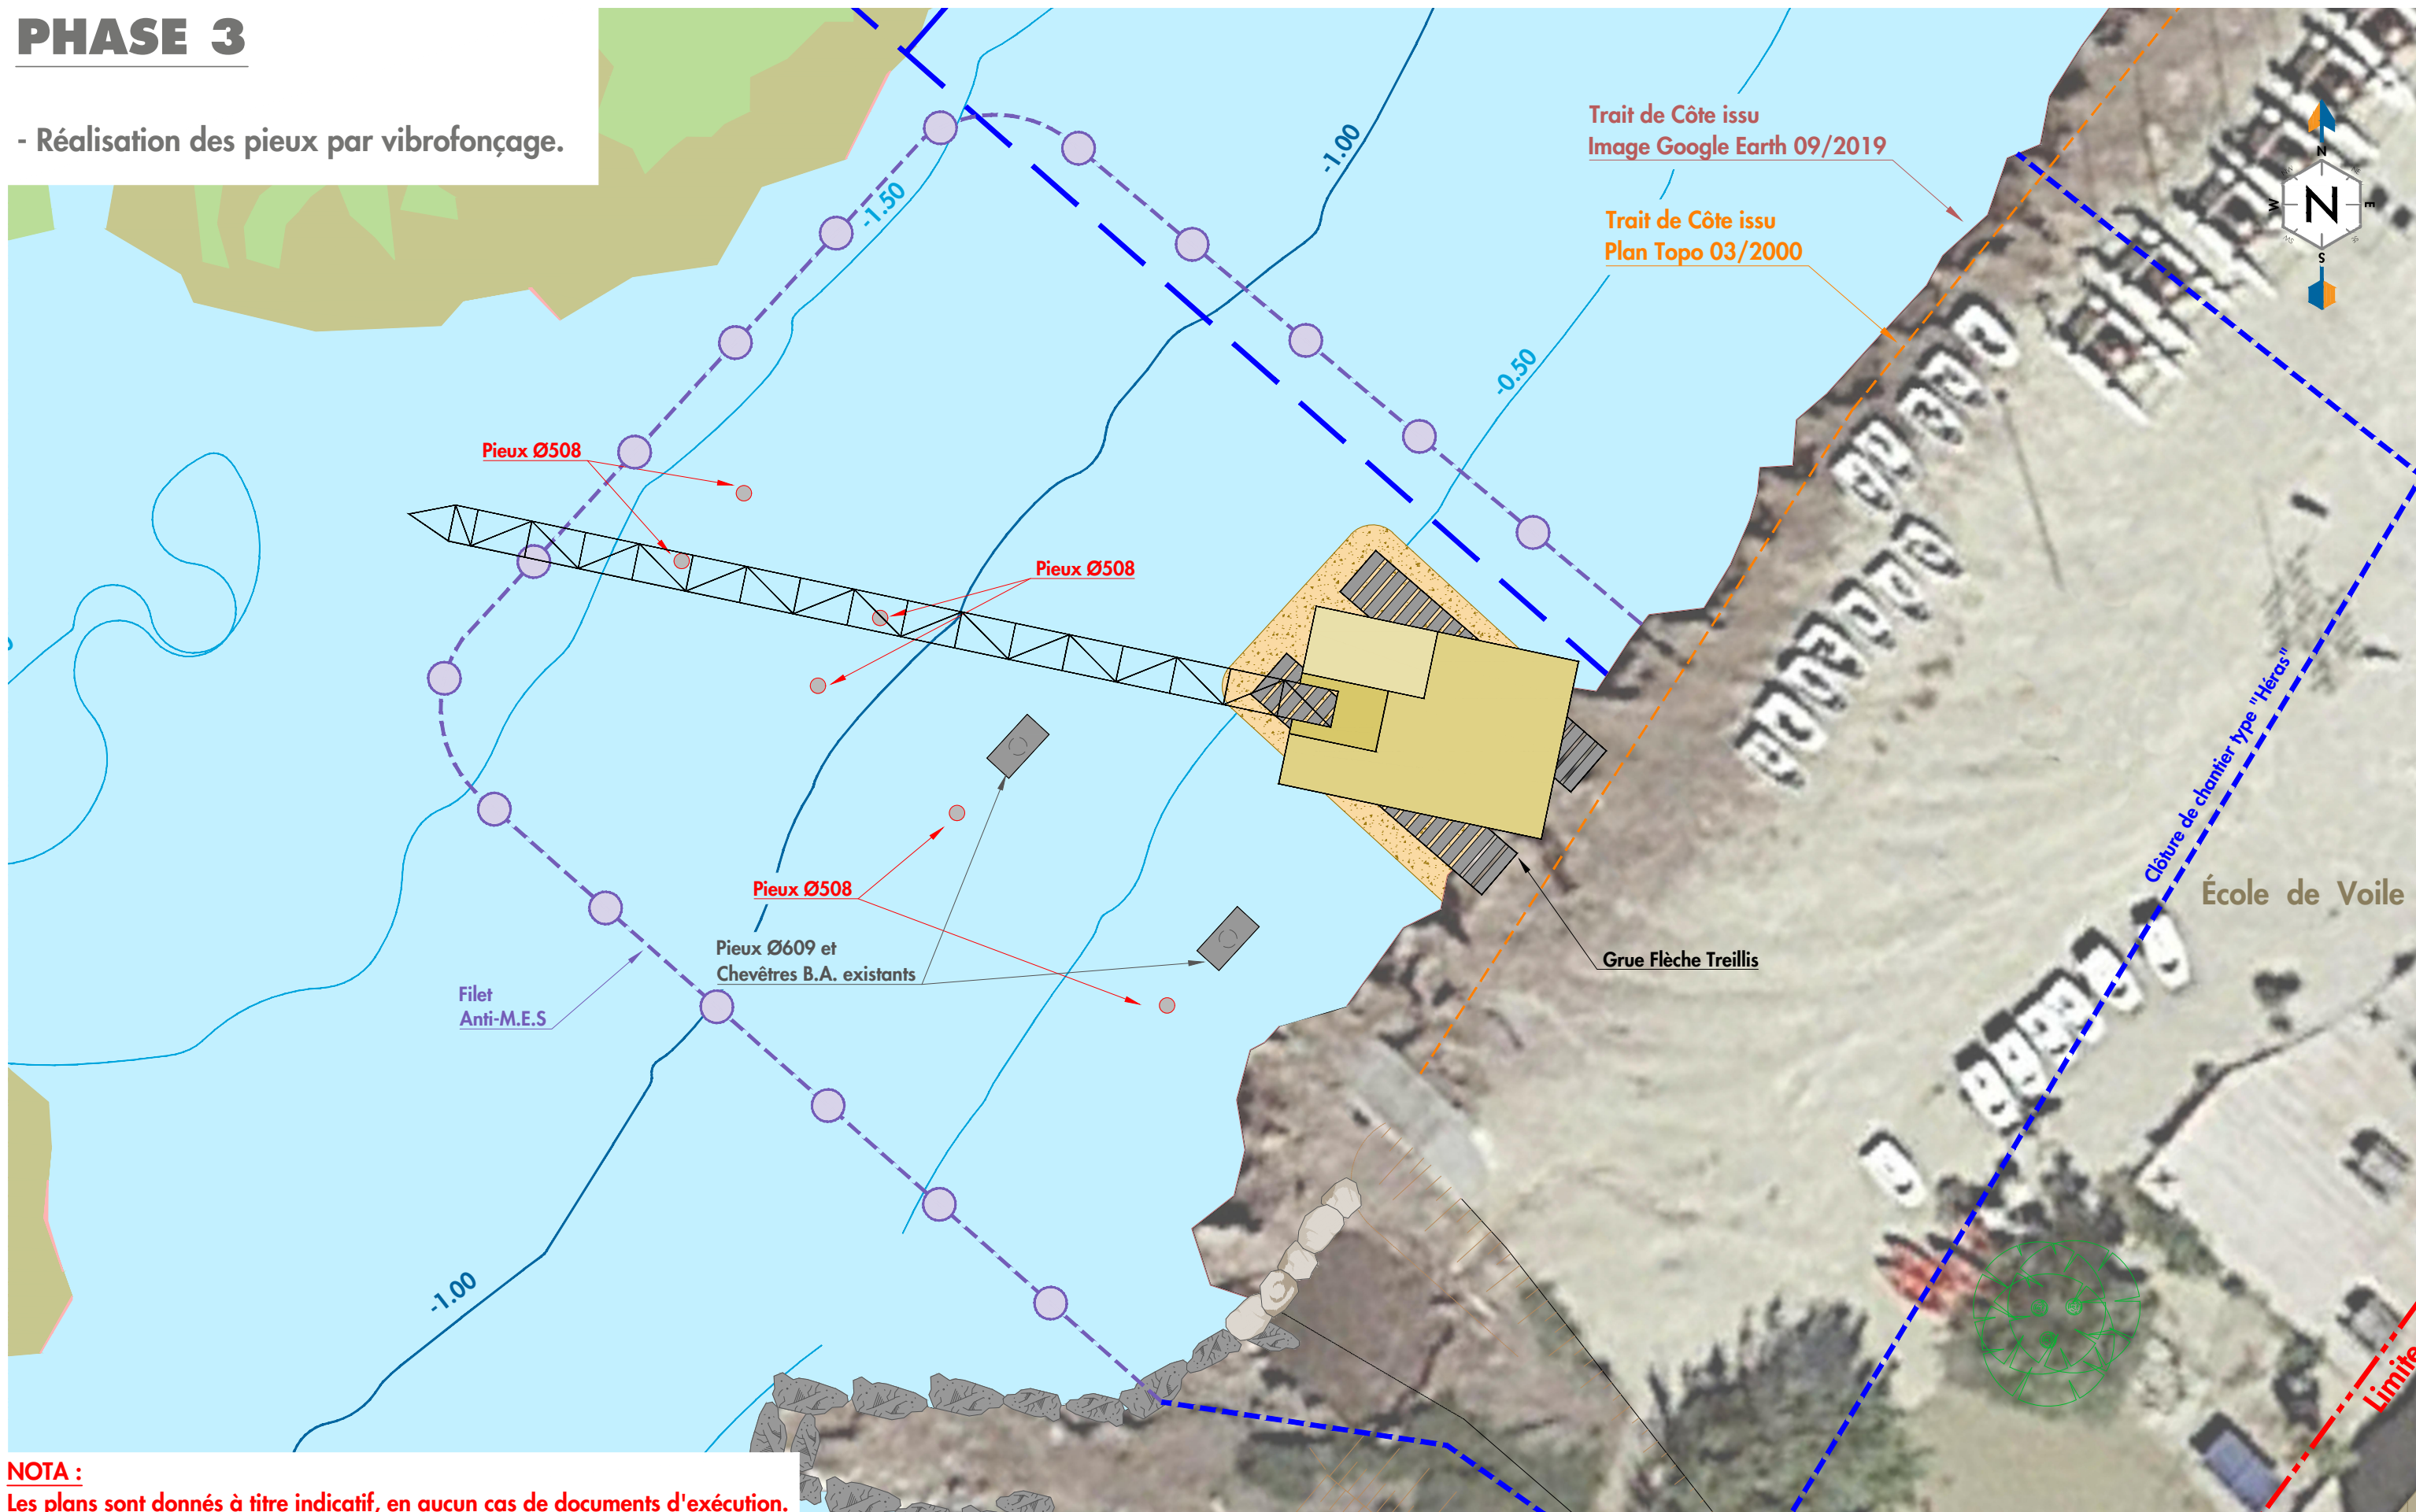 PHASE 3
- Réalisation des pieux par vibrofonçage.
-1.50
-1.00
-0.50
Trait de Côte issu
Image Google Earth 09/2019
Trait de Côte issu
Plan Topo 03/2000
N
N
W
E
S
Pieux Ø508
Pieux Ø508
Pieux Ø508
Pieux Ø609 et
Chevêtres B.A. existants
Filet
Anti-M.E.S
Grue Flèche Treillis
Clôture de chantier type "Héras"
École de Voile
-1.00
Limite
NOTA :
Les plans sont donnés à titre indicatif, en aucun cas de documents d'exécution.